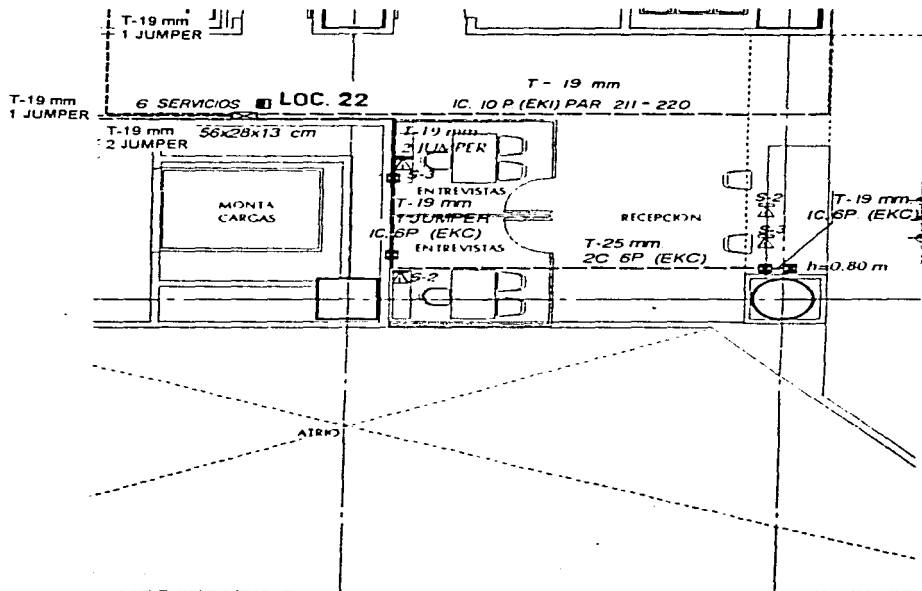 T-19 mm
1 JUMPER
T- 19 mm
T-19 mm
1 JUMPER
6 SERVICIOS
LOC. 22
IC. 10 P (EKI) PAR 211 - 220
T-19 mm
2 JUMPER
56x28x13 cm
T-19 mm
2 JUMPER
S-3
ENTREVISTAS
MONTA
CARGAS
T-19 mm
1 JUMPER
IC. 6P (EKC)
ENTREVISTAS
RECEPCION
S-2
S-3
T-19 mm
IC. 6P. (EKC)
T-25 mm
2C 6P (EKC)
h=0.80 m
S-2
ATRIO